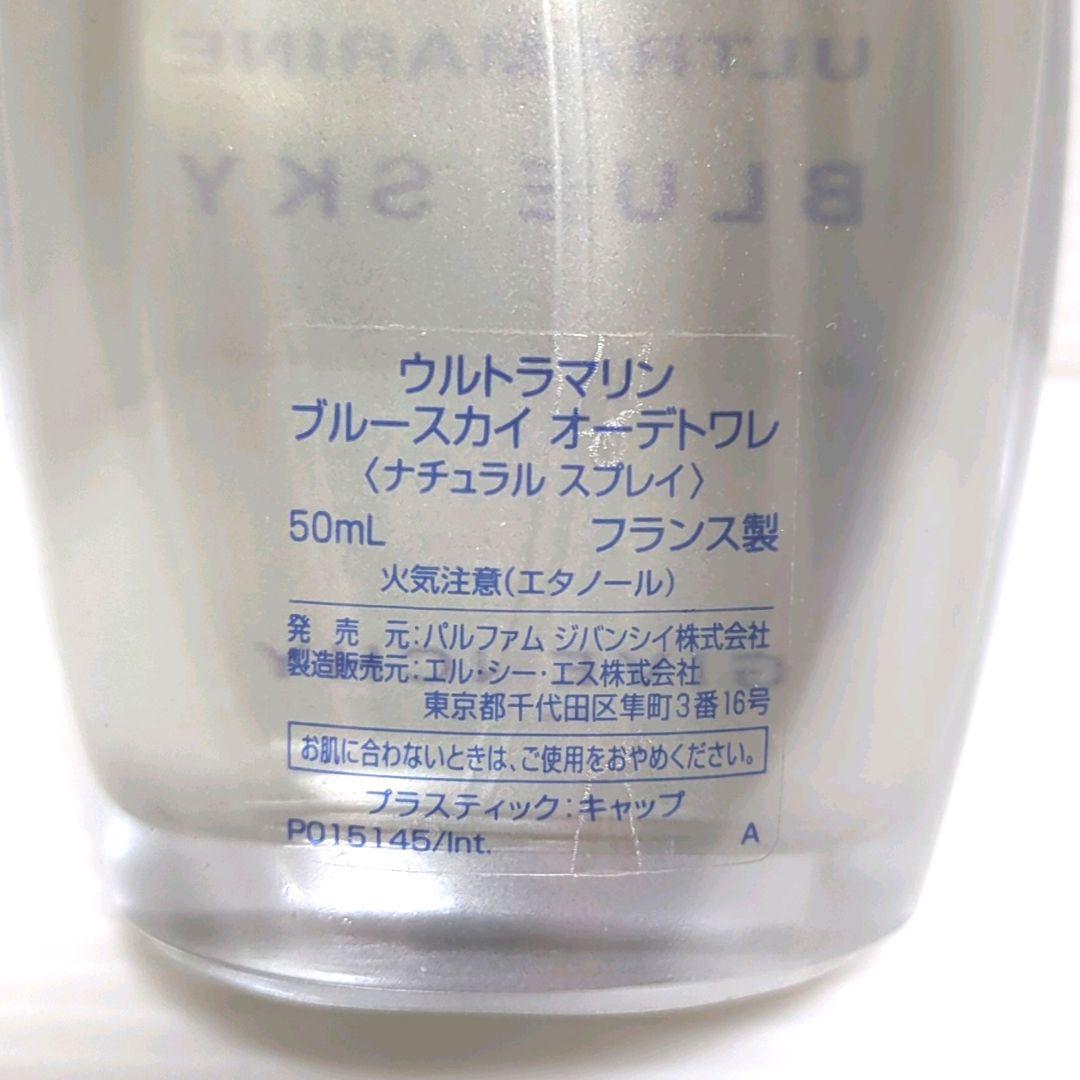 ULTRAMARINE
BLUE SKY
ウルトラマリン
ブルースカイ オーデトワレ
〈ナチュラル スプレイ〉
50mL フランス製
火気注意(エタノール)
発売元:パルファム ジバンシイ株式会社
製造販売元:エル・シー・エス株式会社
東京都千代田区隼町3番16号
お肌に合わないときは、ご使用をおやめください。
プラスティック:キャップ
P015145/Int. A